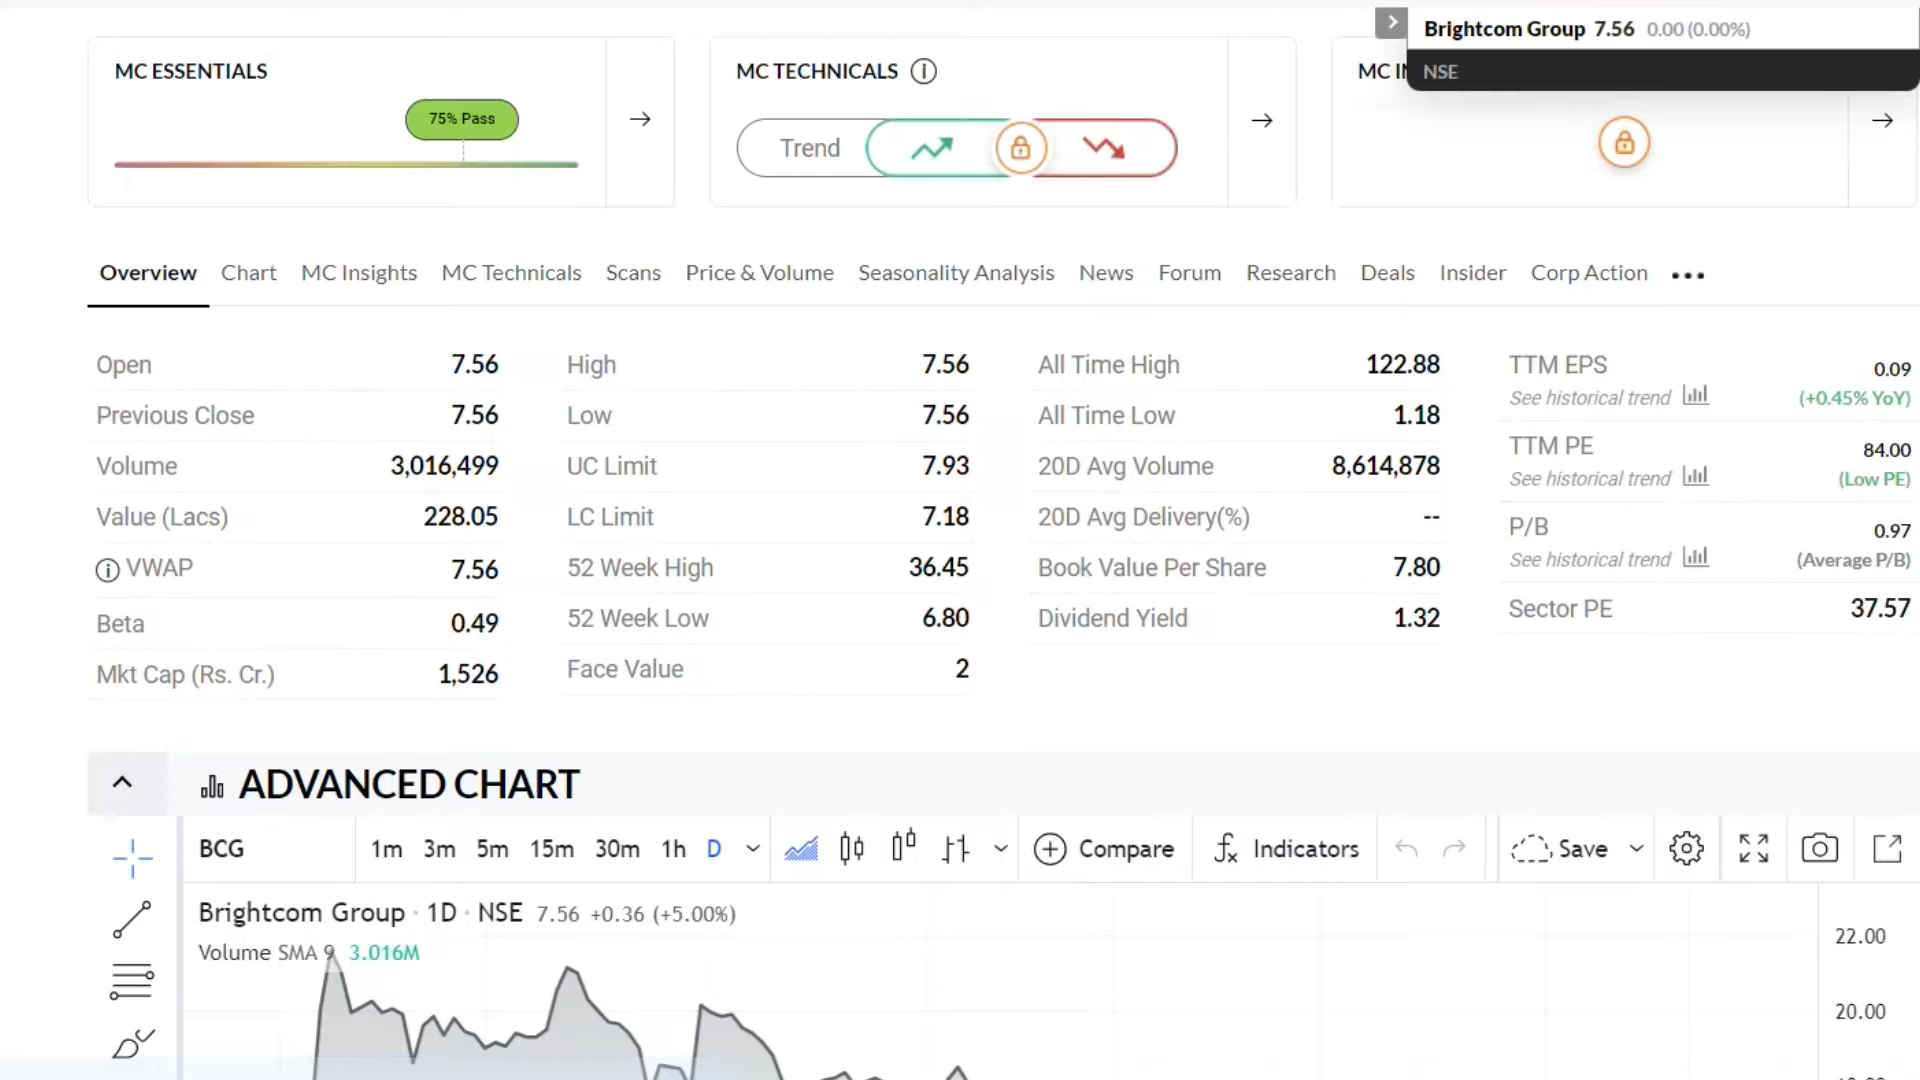 Brightcom Group 7.56 0.00 (0.00%)
NSE
MC ESSENTIALS
75% Pass
MC TECHNICALS
Trend
MC
Overview Chart MC Insights MC Technicals Scans Price & Volume Seasonality Analysis News Forum Research Deals Insider Corp Action
Open 7.56
Previous Close 7.56
Volume 3,016,499
Value (Lacs) 228.05
VWAP 7.56
Beta 0.49
Mkt Cap (Rs. Cr.) 1,526
High 7.56
Low 7.56
UC Limit 7.93
LC Limit 7.18
52 Week High 36.45
52 Week Low 6.80
Face Value 2
All Time High 122.88
All Time Low 1.18
20D Avg Volume 8,614,878
20D Avg Delivery(%) --
Book Value Per Share 7.80
Dividend Yield 1.32
TTM EPS 0.09
See historical trend (+0.45% YoY)
TTM PE 84.00
See historical trend (Low PE)
P/B 0.97
See historical trend (Average P/B)
Sector PE 37.57
ADVANCED CHART
BCG 1m 3m 5m 15m 30m 1h D Compare Indicators Save
Brightcom Group · 1D · NSE 7.56 +0.36 (+5.00%)
Volume SMA 9 3.016M
22.00
20.00